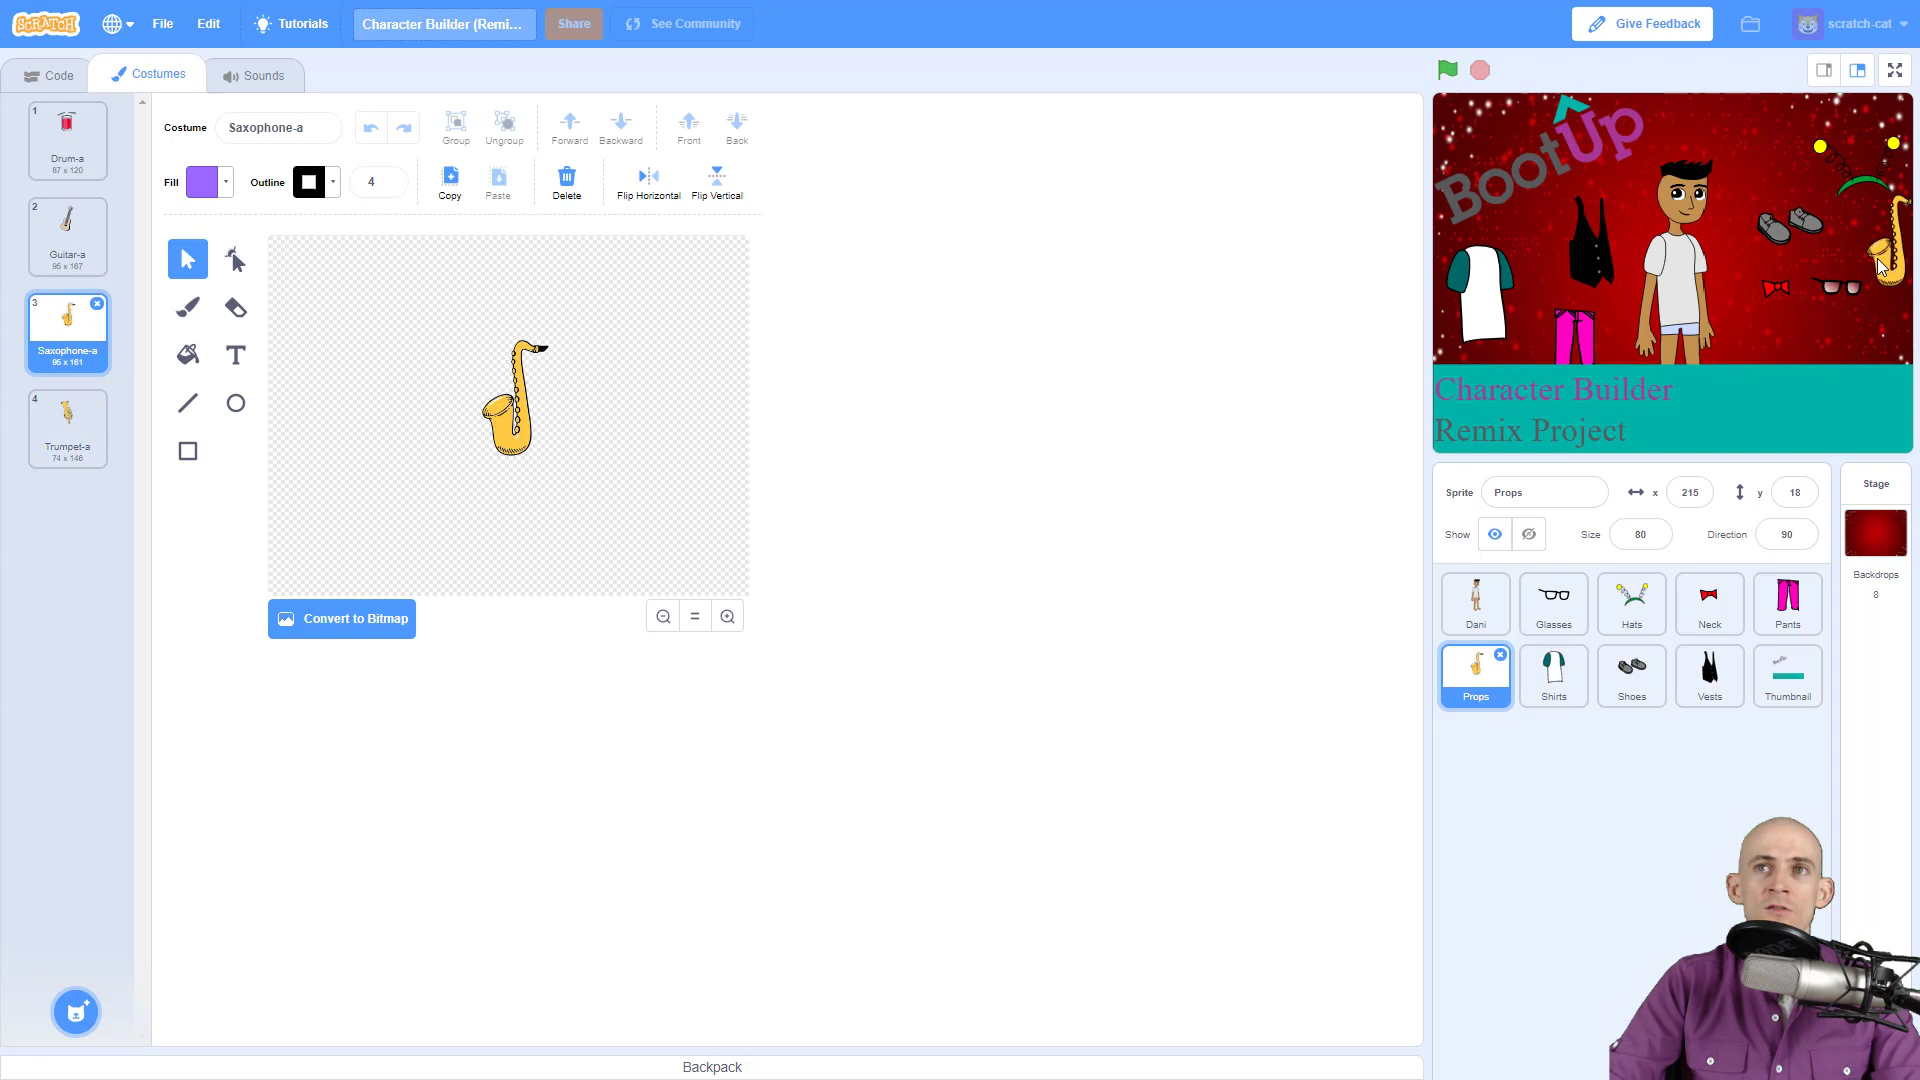 SCRATCH
File
Edit
Tutorials
Character Builder (Remi...
Share
See Community
Give Feedback
scratch-cat
Code
Costumes
Sounds
1
Drum-a
87 x 120
2
Guitar-a
95 x 167
3
Saxophone-a
95 x 161
4
Trumpet-a
74 x 146
Costume
Saxophone-a
Group
Ungroup
Forward
Backward
Front
Back
Fill
Outline
4
Copy
Paste
Delete
Flip Horizontal
Flip Vertical
T
Convert to Bitmap
BootUp
Character Builder
Remix Project
Sprite
Props
x
215
y
18
Show
Size
80
Direction
90
Stage
Backdrops
8
Dani
Glasses
Hats
Neck
Pants
Props
Shirts
Shoes
Vests
Thumbnail
Backpack